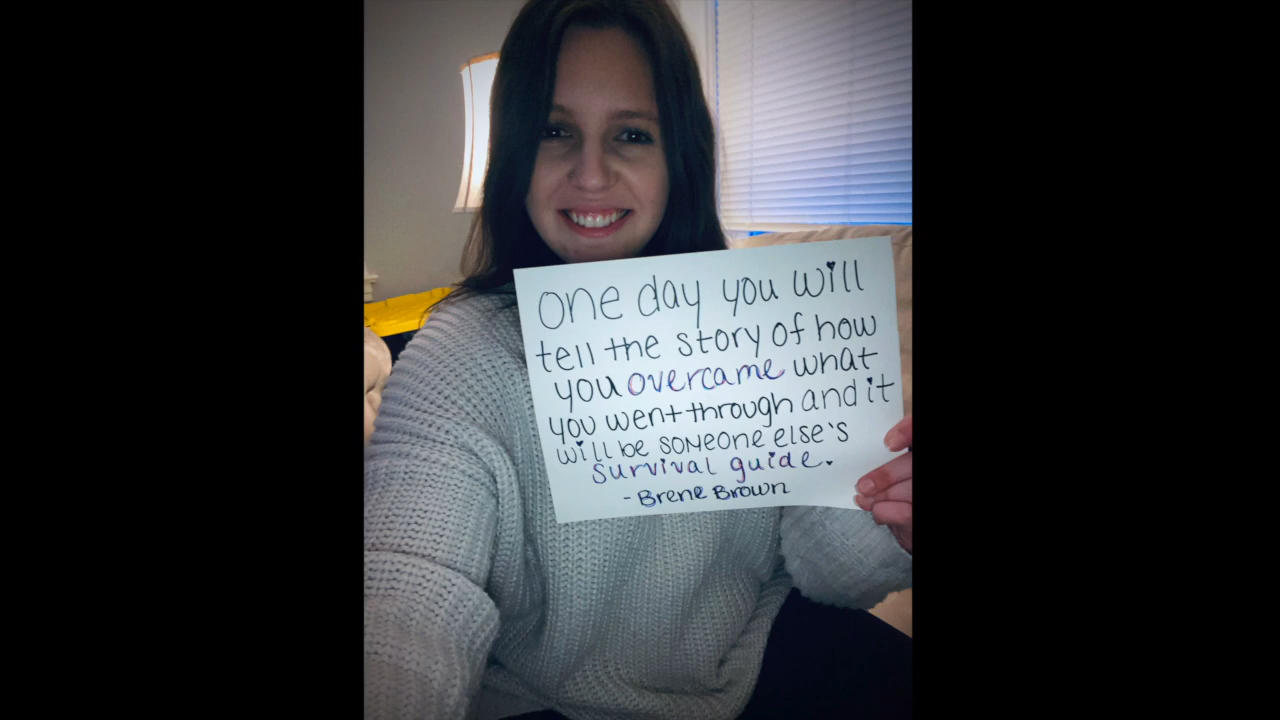 one day you will
tell the story of how
you overcame what
you went through and it
will be someone else's
survival guide.
- Brene Brown